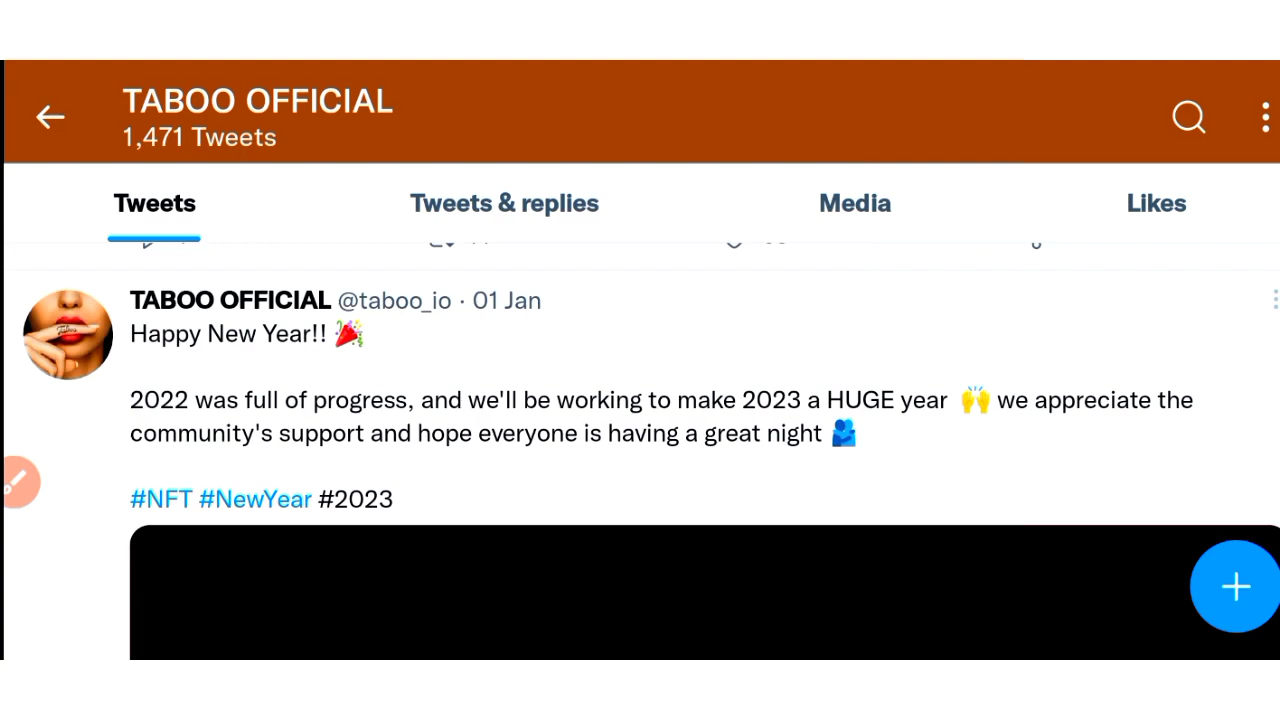 TABOO OFFICIAL
1,471 Tweets
Tweets
Tweets & replies
Media
Likes
TABOO OFFICIAL @taboo_io · 01 Jan
Happy New Year!! 🎉
2022 was full of progress, and we'll be working to make 2023 a HUGE year 🙌 we appreciate the
community's support and hope everyone is having a great night 🫂
#NFT #NewYear #2023